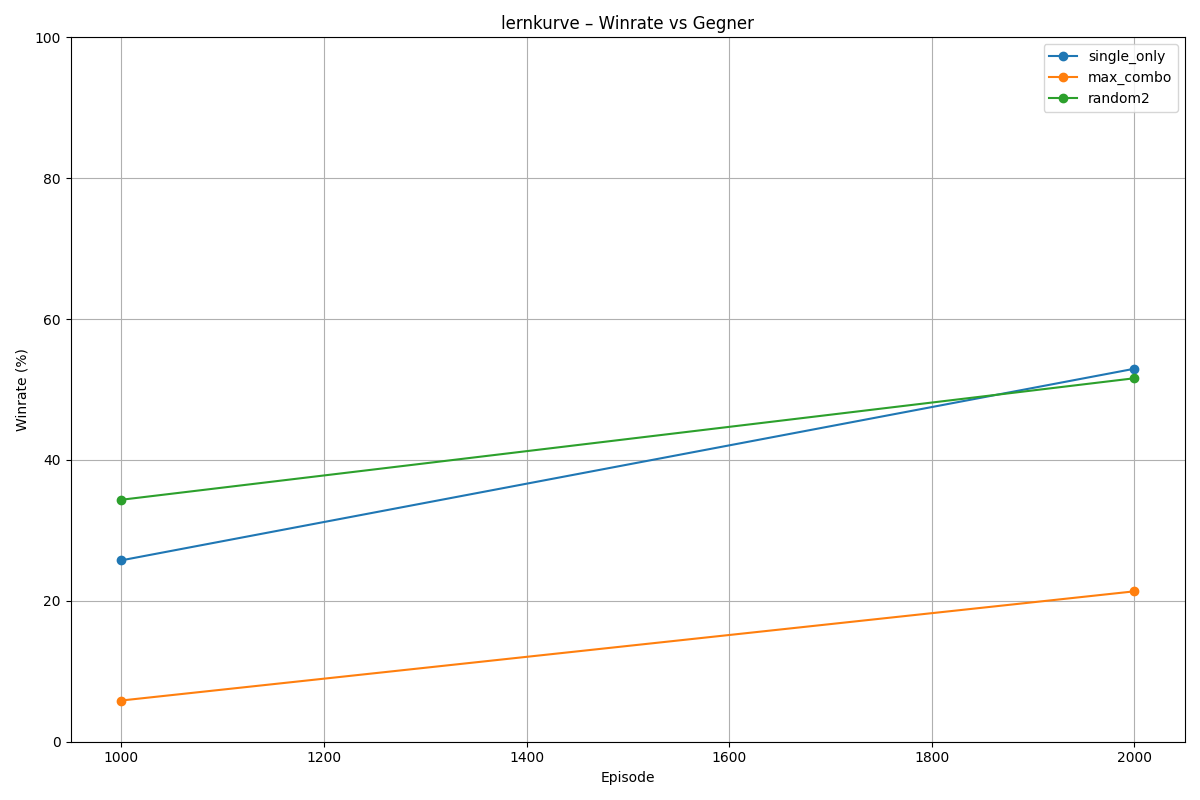 lernkurve – Winrate vs Gegner
100
80
60
40
20
0
Winrate (%)
single_only
max_combo
random2
1000 1200 1400 1600 1800 2000
Episode